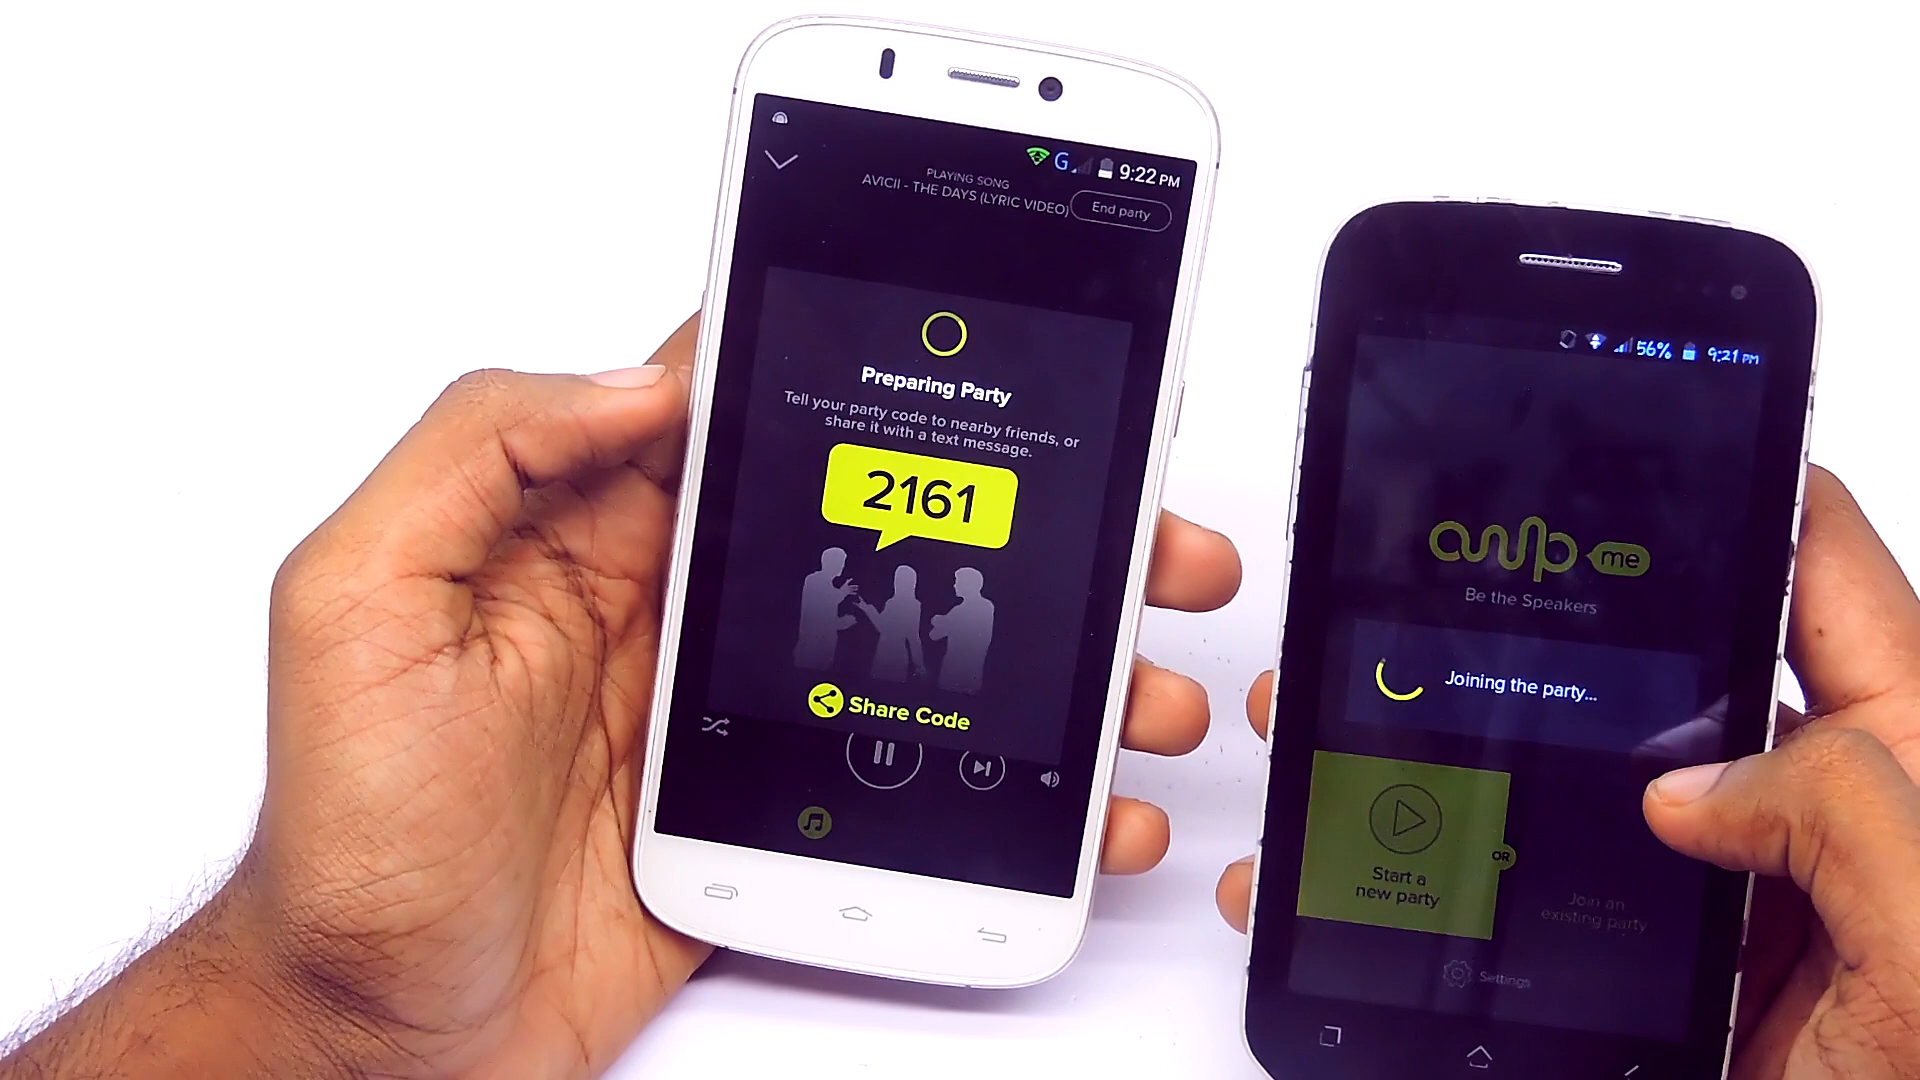 G
9:22 PM
PLAYING SONG
AVICII - THE DAYS (LYRIC VIDEO)
End party
Preparing Party
Tell your party code to nearby friends, or
share it with a text message.
2161
Share Code
56%
9:21 PM
amp me
Be the Speakers
Joining the party...
Start a
new party
OR
Join an
existing party
Settings